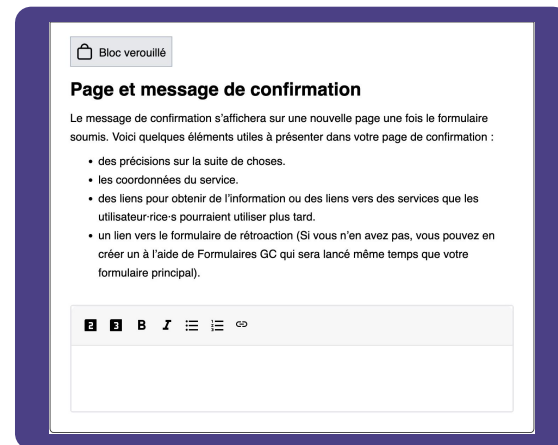 Bloc verouillé
Page et message de confirmation
Le message de confirmation s’affichera sur une nouvelle page une fois le formulaire
soumis. Voici quelques éléments utiles à présenter dans votre page de confirmation :
• des précisions sur la suite de choses.
• les coordonnées du service.
• des liens pour obtenir de l’information ou des liens vers des services que les
utilisateur·rice·s pourraient utiliser plus tard.
• un lien vers le formulaire de rétroaction (Si vous n’en avez pas, vous pouvez en
créer un à l’aide de Formulaires GC qui sera lancé même temps que votre
formulaire principal).
2 3 B I